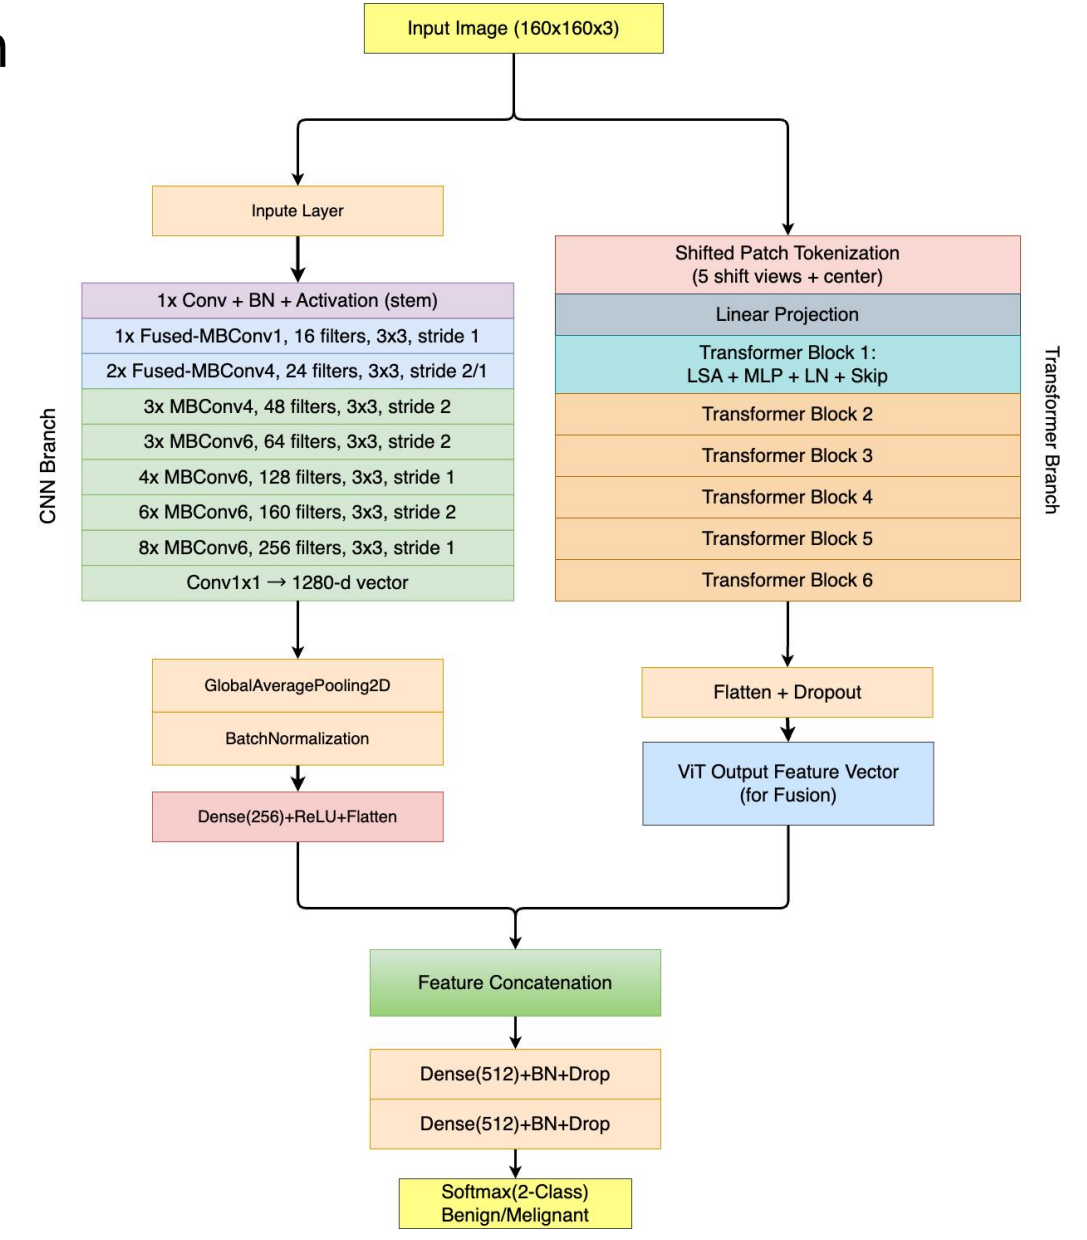 n
Input Image (160x160x3)
Inpute Layer
CNN Branch
1x Conv + BN + Activation (stem)
1x Fused-MBConv1, 16 filters, 3x3, stride 1
2x Fused-MBConv4, 24 filters, 3x3, stride 2/1
3x MBConv4, 48 filters, 3x3, stride 2
3x MBConv6, 64 filters, 3x3, stride 2
4x MBConv6, 128 filters, 3x3, stride 1
6x MBConv6, 160 filters, 3x3, stride 2
8x MBConv6, 256 filters, 3x3, stride 1
Conv1x1 → 1280-d vector
GlobalAveragePooling2D
BatchNormalization
Dense(256)+ReLU+Flatten
Shifted Patch Tokenization
(5 shift views + center)
Linear Projection
Transformer Block 1:
LSA + MLP + LN + Skip
Transformer Block 2
Transformer Block 3
Transformer Block 4
Transformer Block 5
Transformer Block 6
Transformer Branch
Flatten + Dropout
ViT Output Feature Vector
(for Fusion)
Feature Concatenation
Dense(512)+BN+Drop
Dense(512)+BN+Drop
Softmax(2-Class)
Benign/Melignant